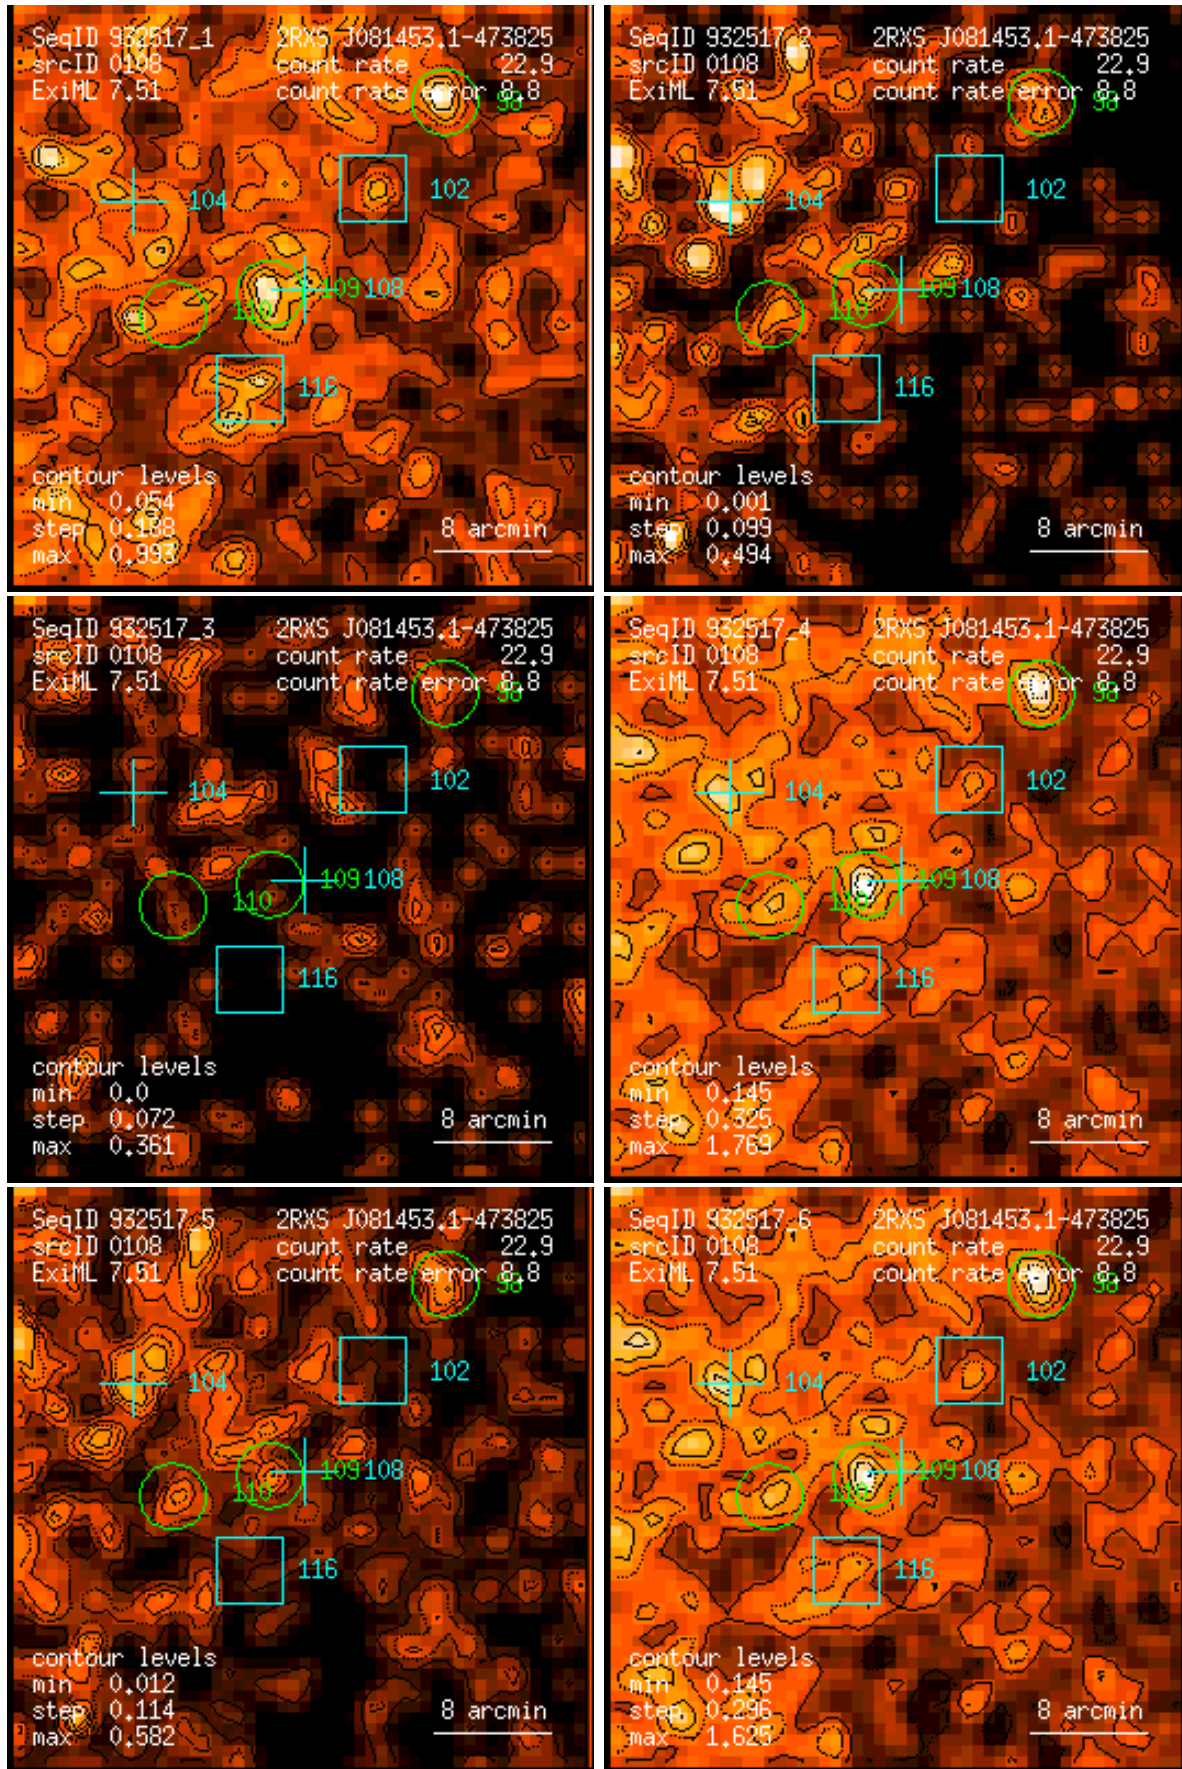 SeqID 932517_1 2RXS J081453.1-473825
srcID 0108 count rate 22.9
ExiML 7.51 count rate error 8.8
98
102
104
109 108
110
116
contour levels
min 0.054
step 0.188
max 0.993
8 arcmin
SeqID 932517_2 2RXS J081453.1-473825
srcID 0108 count rate 22.9
ExiML 7.51 count rate error 8.8
98
102
104
109 108
110
116
contour levels
min 0.001
step 0.099
max 0.494
8 arcmin
SeqID 932517_3 2RXS J081453.1-473825
srcID 0108 count rate 22.9
ExiML 7.51 count rate error 8.8
98
102
104
109 108
110
116
contour levels
min 0.0
step 0.072
max 0.361
8 arcmin
SeqID 932517_4 2RXS J081453.1-473825
srcID 0108 count rate 22.9
ExiML 7.51 count rate error 8.8
98
102
104
109 108
110
116
contour levels
min 0.145
step 0.325
max 1.769
8 arcmin
SeqID 932517_5 2RXS J081453.1-473825
srcID 0108 count rate 22.9
ExiML 7.51 count rate error 8.8
98
102
104
109 108
110
116
contour levels
min 0.012
step 0.114
max 0.582
8 arcmin
SeqID 932517_6 2RXS J081453.1-473825
srcID 0108 count rate 22.9
ExiML 7.51 count rate error 8.8
98
102
104
109 108
110
116
contour levels
min 0.145
step 0.296
max 1.625
8 arcmin